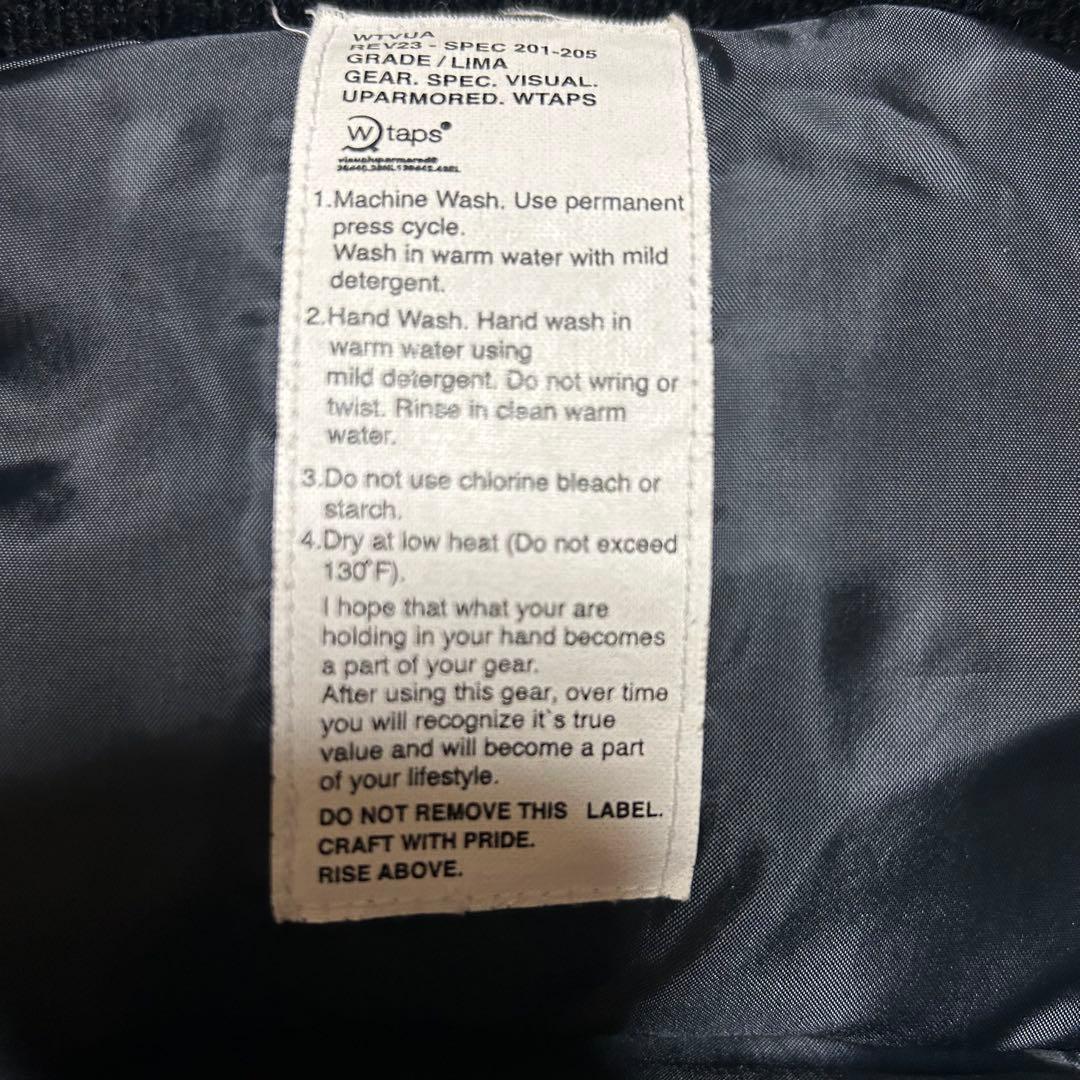 WTVUA
REV23 - SPEC 201-205
GRADE / LIMA
GEAR. SPEC. VISUAL.
UPARMORED. WTAPS
Wtaps®
1.Machine Wash. Use permanent
press cycle.
Wash in warm water with mild
detergent.
2.Hand Wash. Hand wash in
warm water using
mild detergent. Do not wring or
twist. Rinse in clean warm
water.
3.Do not use chlorine bleach or
starch.
4.Dry at low heat (Do not exceed
130°F).
I hope that what your are
holding in your hand becomes
a part of your gear.
After using this gear, over time
you will recognize it`s true
value and will become a part
of your lifestyle.
DO NOT REMOVE THIS LABEL.
CRAFT WITH PRIDE.
RISE ABOVE.